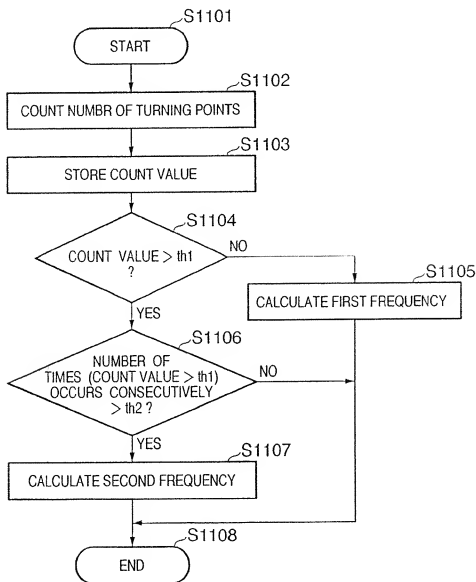 S1101
START
S1102
COUNT NUMBR OF TURNING POINTS
S1103
STORE COUNT VALUE
S1104
COUNT VALUE > th1
?
NO
S1105
CALCULATE FIRST FREQUENCY
YES
S1106
NUMBER OF
TIMES (COUNT VALUE > th1)
OCCURS CONSECUTIVELY
> th2 ?
NO
YES
S1107
CALCULATE SECOND FREQUENCY
S1108
END